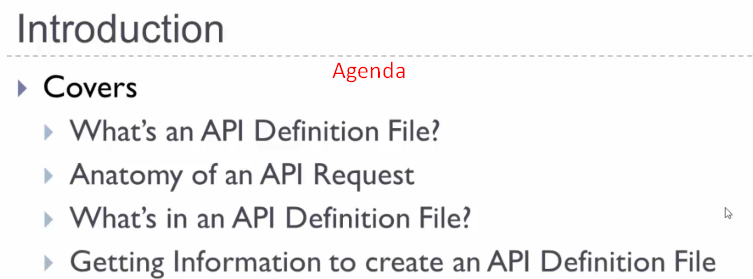 Introduction
Agenda
Covers
What's an API Definition File?
Anatomy of an API Request
What's in an API Definition File?
Getting Information to create an API Definition File